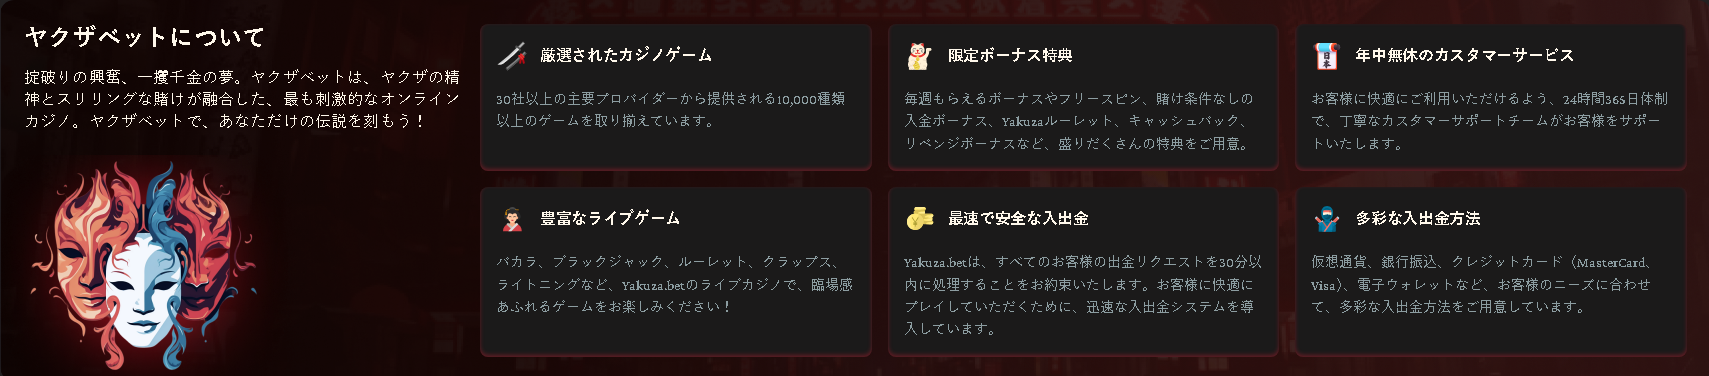 ヤクザベットについて
掟破りの興奮、一攫千金の夢。ヤクザベットは、ヤクザの精
神とスリリングな賭けが融合した、最も刺激的なオンライン
カジノ。ヤクザベットで、あなただけの伝説を刻もう！
厳選されたカジノゲーム
30社以上の主要プロバイダーから提供される10,000種類
以上のゲームを取り揃えています。
限定ボーナス特典
毎週もらえるボーナスやフリースピン、賭け条件なしの
入金ボーナス、Yakuzaルーレット、キャッシュバック、
リベンジボーナスなど、盛りだくさんの特典をご用意。
日本
年中無休のカスタマーサービス
お客様に快適にご利用いただけるよう、24時間365日体制
で、丁寧なカスタマーサポートチームがお客様をサポー
トいたします。
豊富なライブゲーム
バカラ、ブラックジャック、ルーレット、クラップス、
ライトニングなど、Yakuza.betのライブカジノで、臨場感
あふれるゲームをお楽しみください！
最速で安全な入出金
Yakuza.betは、すべてのお客様の出金リクエストを30分以
内に処理することをお約束いたします。お客様に快適に
プレイしていただくために、迅速な入出金システムを導
入しています。
多彩な入出金方法
仮想通貨、銀行振込、クレジットカード（MasterCard、
Visa）、電子ウォレットなど、お客様のニーズに合わせ
て、多彩な入出金方法をご用意しています。